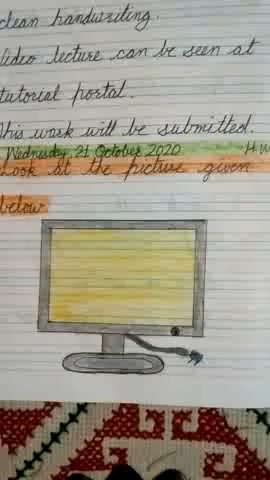 clean handwriting.
Video lecture can be seen at
tutorial portal.
This work will be submitted.
Wednesday, 21 October 2020 H.W
Look at the picture given
below